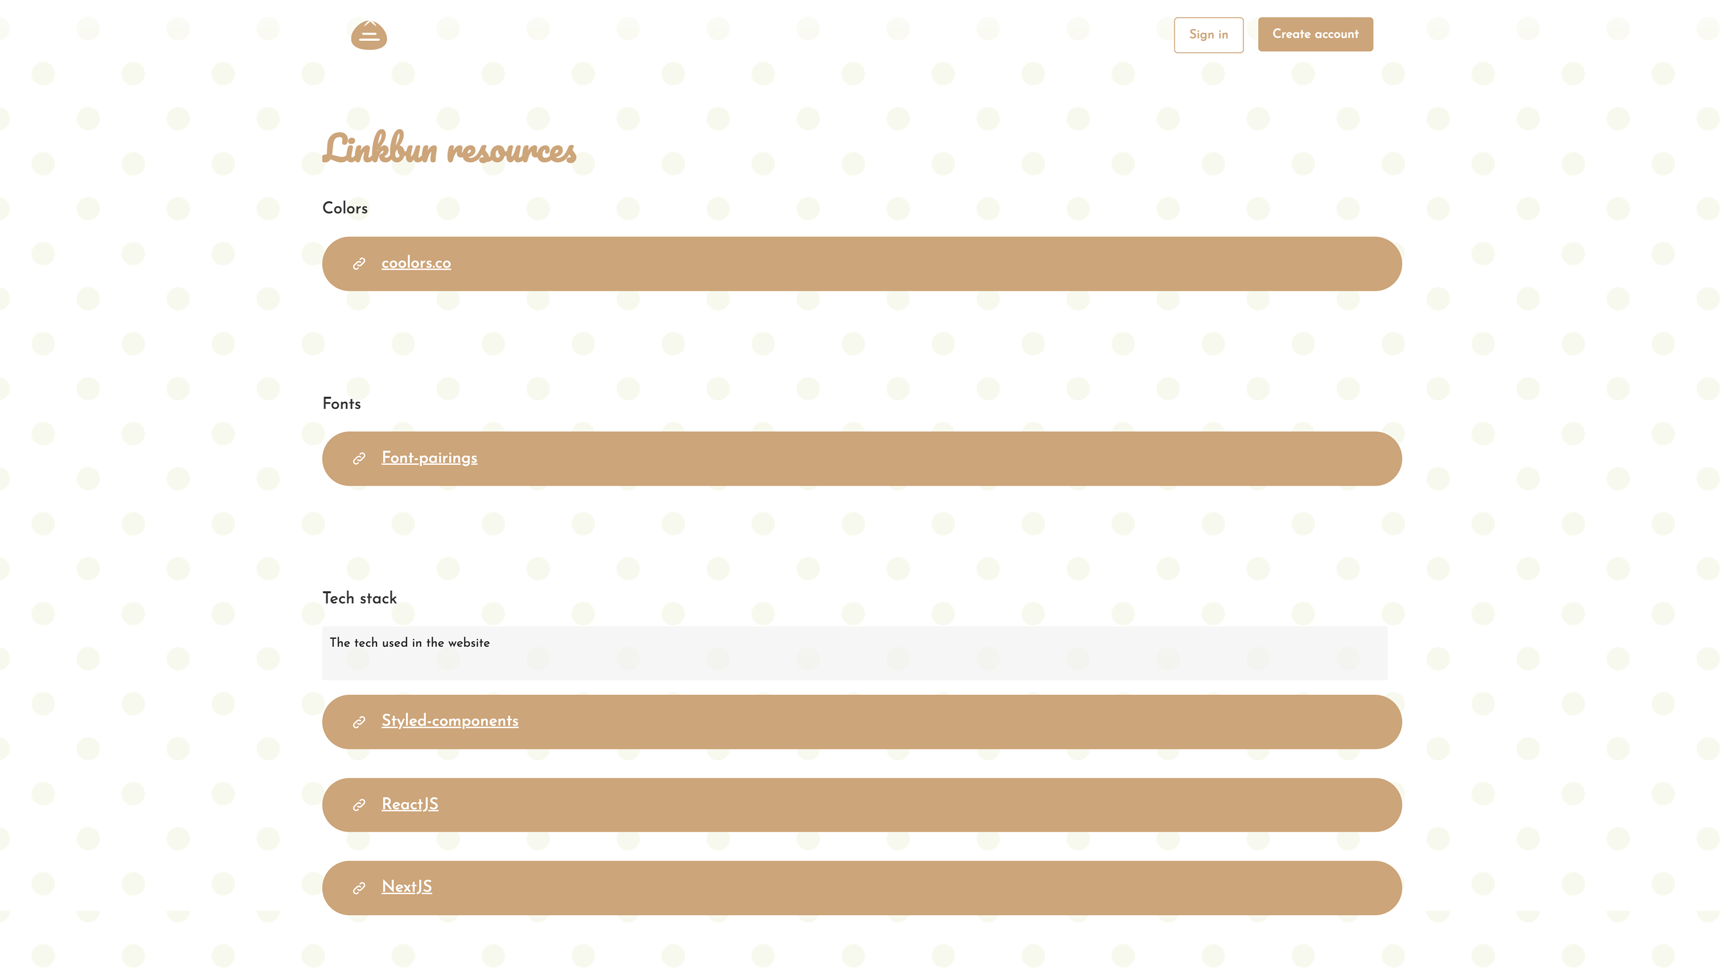 Sign in
Create account
Linkbun resources
Colors
coolors.co
Fonts
Font-pairings
Tech stack
The tech used in the website
Styled-components
ReactJS
NextJS